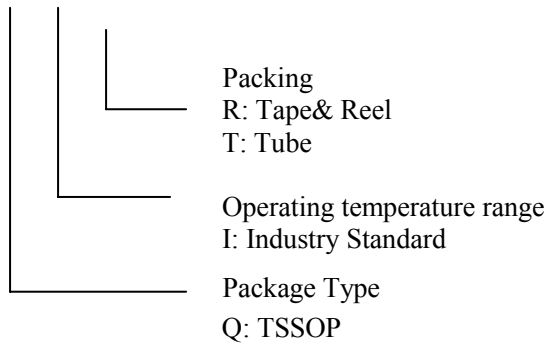 Packing
R: Tape& Reel
T: Tube
Operating temperature range
I: Industry Standard
Package Type
Q: TSSOP